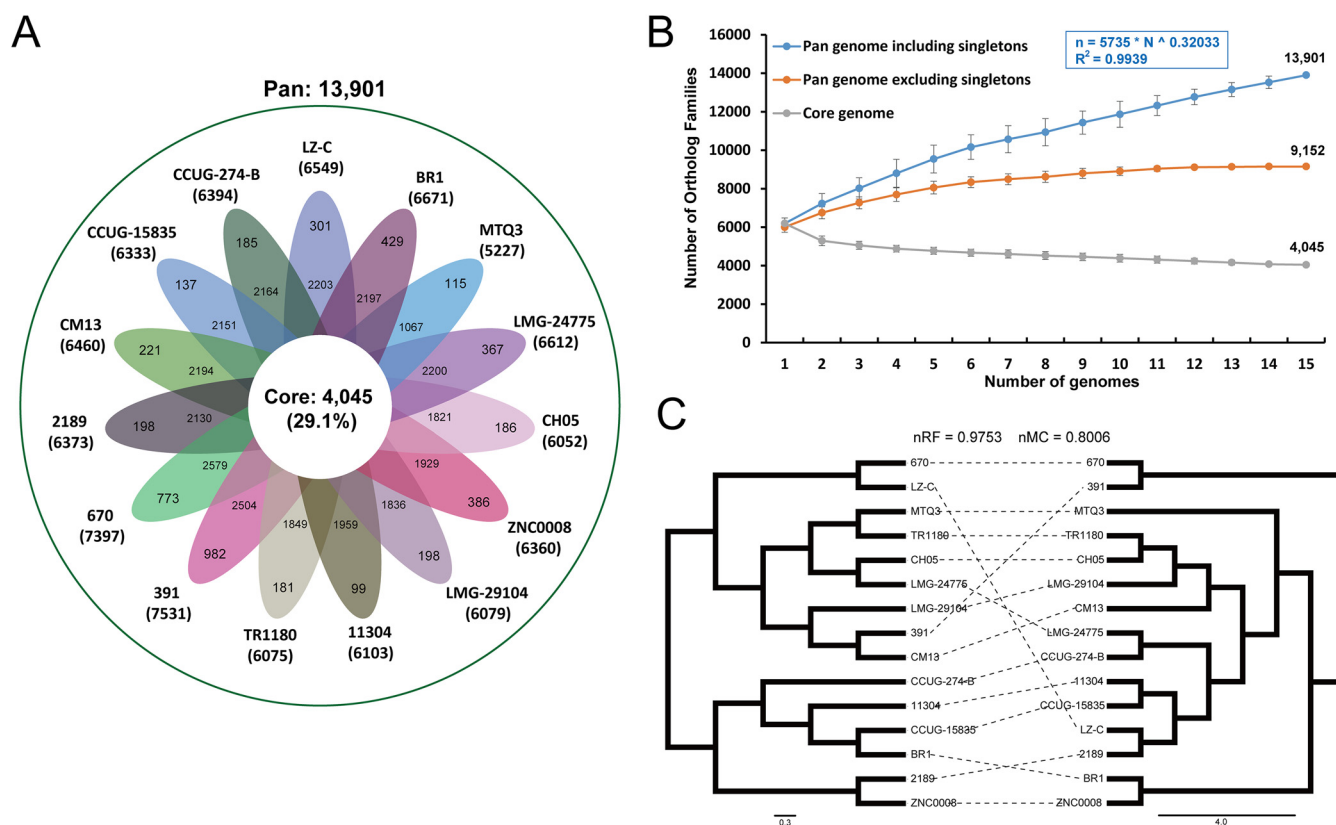 A
Pan: 13,901
LZ-C
(6549)
301
2203
BR1
(6671)
429
2197
MTQ3
(5227)
115
1067
LMG-24775
(6612)
367
2200
CH05
(6052)
186
1821
ZNC0008
(6360)
386
1929
LMG-29104
(6079)
198
1836
11304
(6103)
99
1959
TR1180
(6075)
181
1849
391
(7531)
982
2504
670
(7397)
773
2579
2189
(6373)
198
2130
CM13
(6460)
221
2194
CCUG-15835
(6333)
137
2151
CCUG-274-B
(6394)
185
2164
Core: 4,045
(29.1%)
B
Number of Ortholog Families
16000
14000
12000
10000
8000
6000
4000
2000
0
Pan genome including singletons
Pan genome excluding singletons
Core genome
n = 5735 * N ^ 0.32033
R² = 0.9939
13,901
9,152
4,045
1 2 3 4 5 6 7 8 9 10 11 12 13 14 15
Number of genomes
C
nRF = 0.9753 nMC = 0.8006
670 670
LZ-C 391
MTQ3 MTQ3
TR1180 TR1180
CH05 CH05
LMG-24775 LMG-29104
LMG-29104 CM13
391 LMG-24775
CM13 CCUG-274-B
CCUG-274-B 11304
11304 CCUG-15835
CCUG-15835 LZ-C
BR1 2189
2189 BR1
ZNC0008 ZNC0008
0.3 4.0